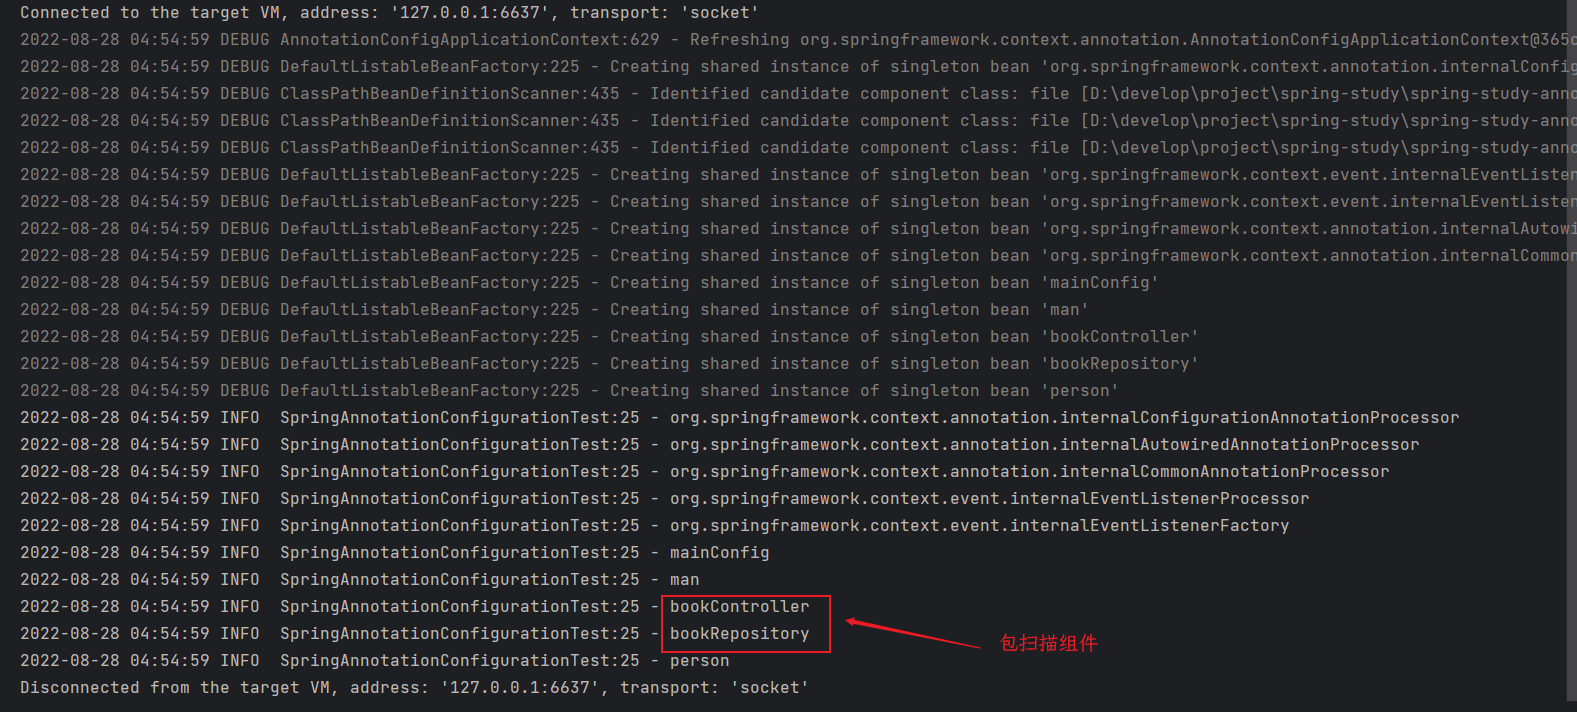 Connected to the target VM, address: '127.0.0.1:6637', transport: 'socket'
2022-08-28 04:54:59 DEBUG AnnotationConfigApplicationContext:629 - Refreshing org.springframework.context.annotation.AnnotationConfigApplicationContext@365c
2022-08-28 04:54:59 DEBUG DefaultListableBeanFactory:225 - Creating shared instance of singleton bean 'org.springframework.context.annotation.internalConfig
2022-08-28 04:54:59 DEBUG ClassPathBeanDefinitionScanner:435 - Identified candidate component class: file [D:\develop\project\spring-study\spring-study-anno
2022-08-28 04:54:59 DEBUG ClassPathBeanDefinitionScanner:435 - Identified candidate component class: file [D:\develop\project\spring-study\spring-study-anno
2022-08-28 04:54:59 DEBUG ClassPathBeanDefinitionScanner:435 - Identified candidate component class: file [D:\develop\project\spring-study\spring-study-anno
2022-08-28 04:54:59 DEBUG DefaultListableBeanFactory:225 - Creating shared instance of singleton bean 'org.springframework.context.event.internalEventListen
2022-08-28 04:54:59 DEBUG DefaultListableBeanFactory:225 - Creating shared instance of singleton bean 'org.springframework.context.event.internalEventListen
2022-08-28 04:54:59 DEBUG DefaultListableBeanFactory:225 - Creating shared instance of singleton bean 'org.springframework.context.annotation.internalAutowi
2022-08-28 04:54:59 DEBUG DefaultListableBeanFactory:225 - Creating shared instance of singleton bean 'org.springframework.context.annotation.internalCommon
2022-08-28 04:54:59 DEBUG DefaultListableBeanFactory:225 - Creating shared instance of singleton bean 'mainConfig'
2022-08-28 04:54:59 DEBUG DefaultListableBeanFactory:225 - Creating shared instance of singleton bean 'man'
2022-08-28 04:54:59 DEBUG DefaultListableBeanFactory:225 - Creating shared instance of singleton bean 'bookController'
2022-08-28 04:54:59 DEBUG DefaultListableBeanFactory:225 - Creating shared instance of singleton bean 'bookRepository'
2022-08-28 04:54:59 DEBUG DefaultListableBeanFactory:225 - Creating shared instance of singleton bean 'person'
2022-08-28 04:54:59 INFO  SpringAnnotationConfigurationTest:25 - org.springframework.context.annotation.internalConfigurationAnnotationProcessor
2022-08-28 04:54:59 INFO  SpringAnnotationConfigurationTest:25 - org.springframework.context.annotation.internalAutowiredAnnotationProcessor
2022-08-28 04:54:59 INFO  SpringAnnotationConfigurationTest:25 - org.springframework.context.annotation.internalCommonAnnotationProcessor
2022-08-28 04:54:59 INFO  SpringAnnotationConfigurationTest:25 - org.springframework.context.event.internalEventListenerProcessor
2022-08-28 04:54:59 INFO  SpringAnnotationConfigurationTest:25 - org.springframework.context.event.internalEventListenerFactory
2022-08-28 04:54:59 INFO  SpringAnnotationConfigurationTest:25 - mainConfig
2022-08-28 04:54:59 INFO  SpringAnnotationConfigurationTest:25 - man
2022-08-28 04:54:59 INFO  SpringAnnotationConfigurationTest:25 - bookController
2022-08-28 04:54:59 INFO  SpringAnnotationConfigurationTest:25 - bookRepository
包扫描组件
2022-08-28 04:54:59 INFO  SpringAnnotationConfigurationTest:25 - person
Disconnected from the target VM, address: '127.0.0.1:6637', transport: 'socket'